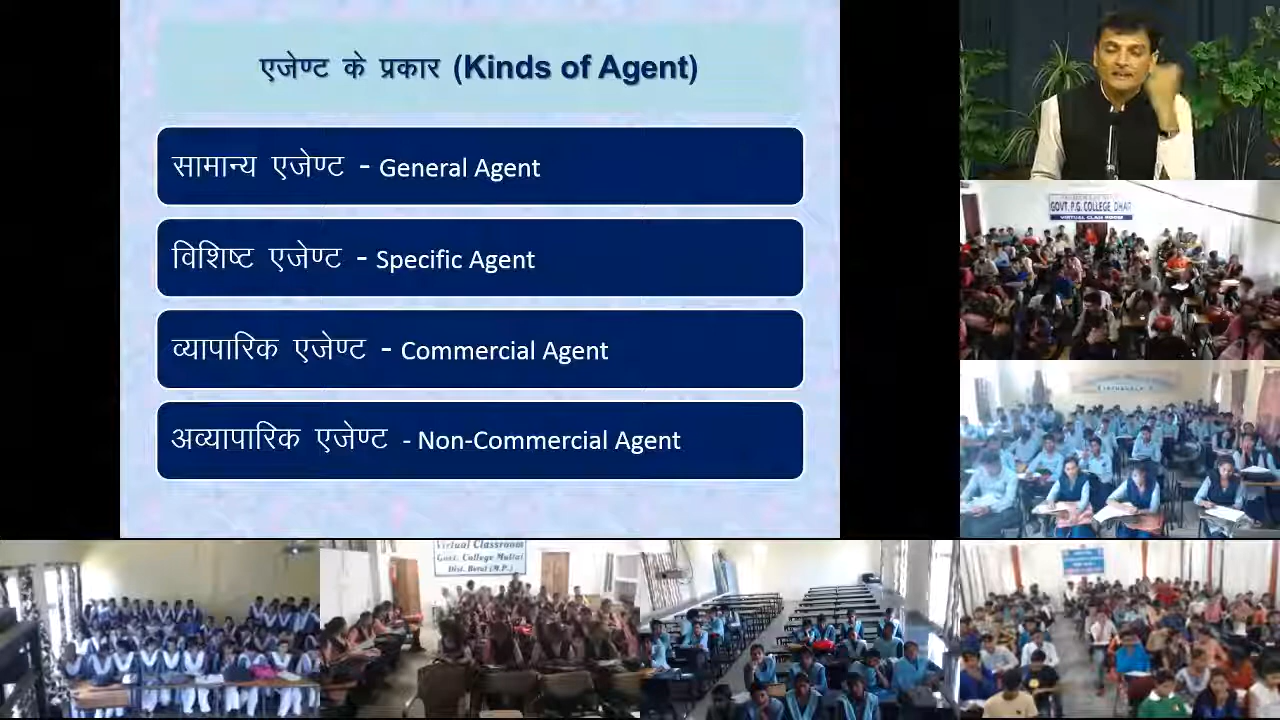 एजेण्ट के प्रकार (Kinds of Agent)
सामान्य एजेण्ट - General Agent
विशिष्ट एजेण्ट - Specific Agent
व्यापारिक एजेण्ट - Commercial Agent
अव्यापारिक एजेण्ट - Non-Commercial Agent
GOVT. P.G. COLLEGE, DHAR
VIRTUAL CLASS ROOM
Virtual Classroom
Govt. College Multai
Dist. Betul (M.P.)